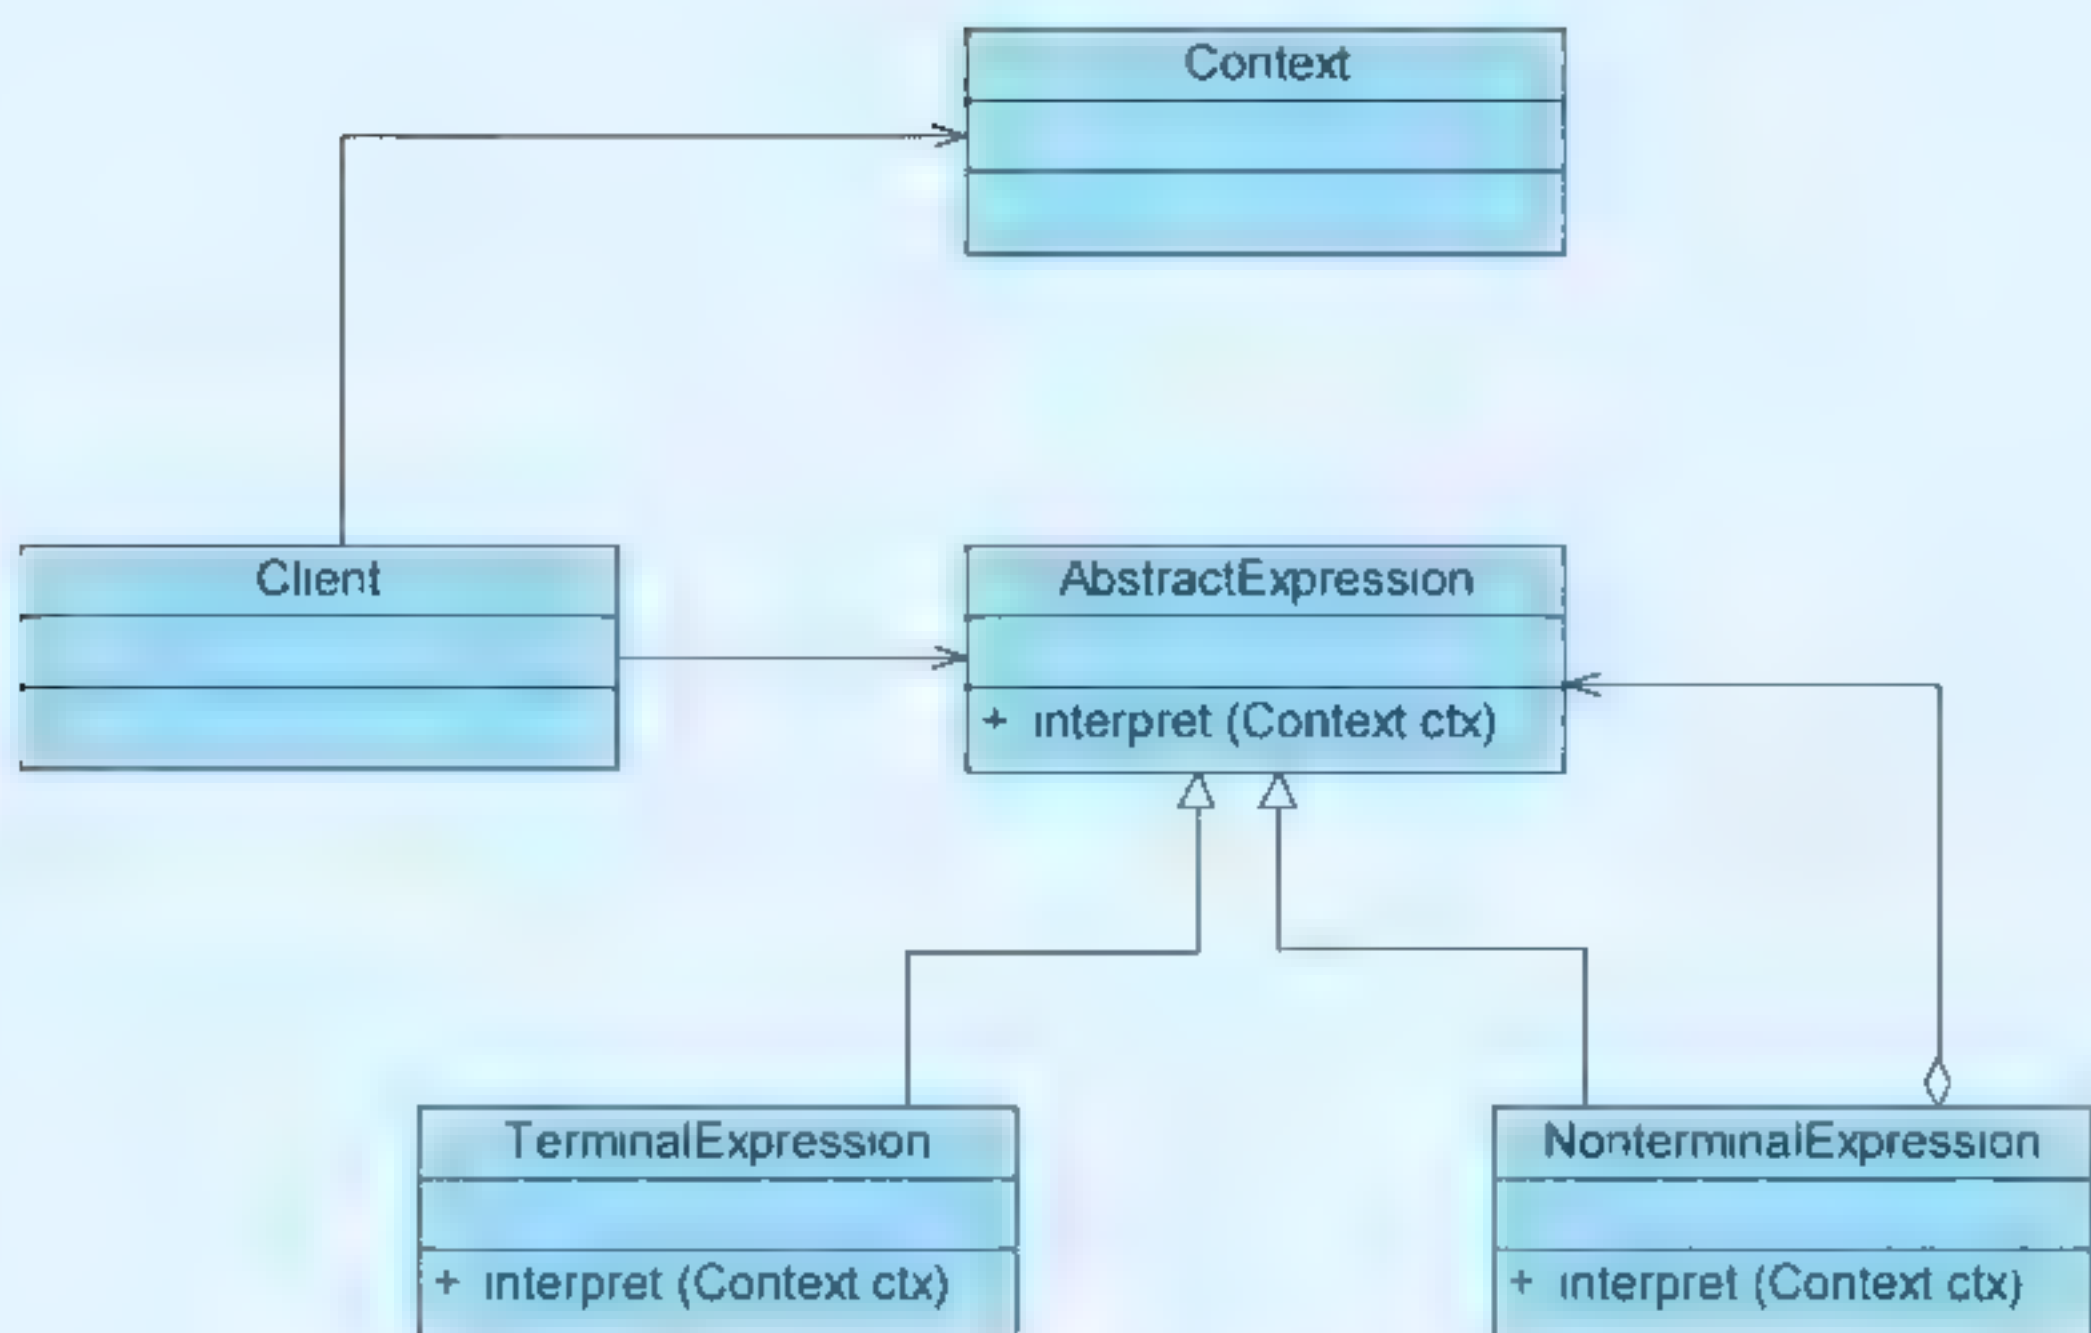 Context
Client
AbstractExpression
+ interpret (Context ctx)
TerminalExpression
+ interpret (Context ctx)
NonterminalExpression
+ interpret (Context ctx)